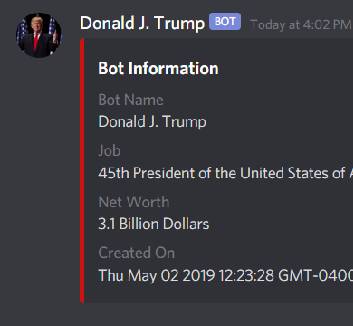 Donald J. Trump BOT Today at 4:02 PM
Bot Information
Bot Name
Donald J. Trump
Job
45th President of the United States of
Net Worth
3.1 Billion Dollars
Created On
Thu May 02 2019 12:23:28 GMT-0400